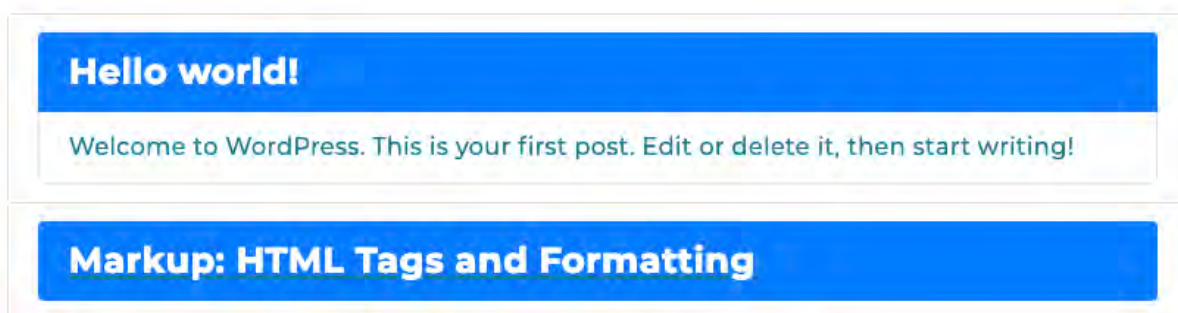 Hello world!
Welcome to WordPress. This is your first post. Edit or delete it, then start writing!
Markup: HTML Tags and Formatting